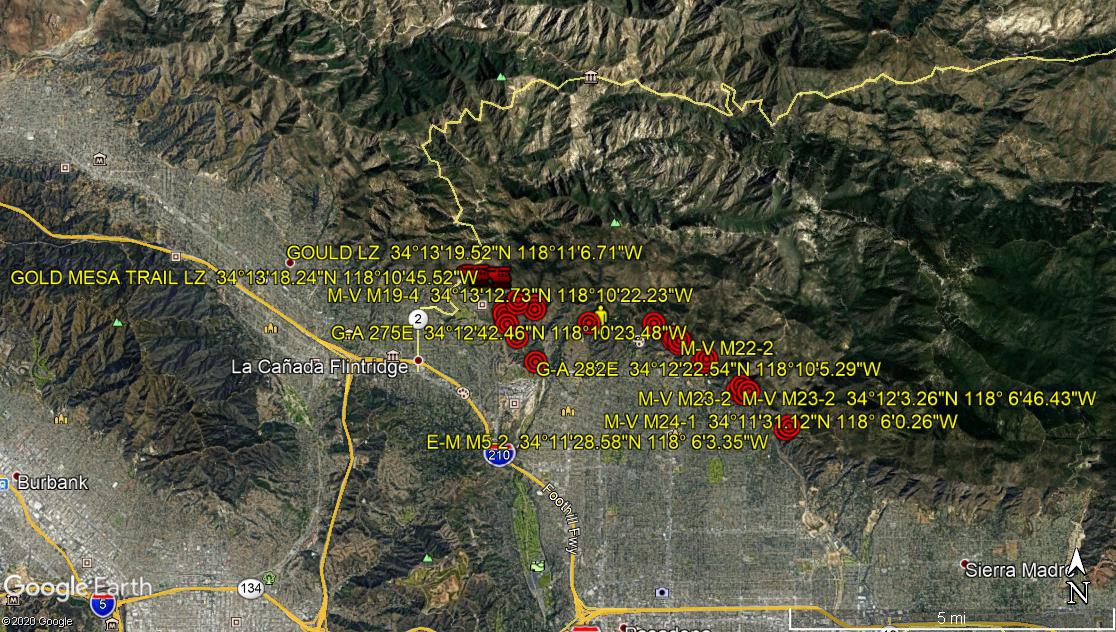 GOULD LZ 34°13'19.52"N 118°11'6.71"W
GOLD MESA TRAIL LZ 34°13'18.24"N 118°10'45.52"W
M-V M19-4 34°13'12.73"N 118°10'22.23"W
2
G-A 275E 34°12'42.46"N 118°10'23.48"W
M-V M22-2
La Cañada Flintridge
G-A 282E 34°12'22.54"N 118°10'5.29"W
M-V M23-2 M-V M23-2 34°12'3.26"N 118° 6'46.43"W
M-V M24-1 34°11'31.12"N 118° 6'0.26"W
E-M M5-2 34°11'28.58"N 118° 6'3.35"W
210
Burbank
Foothill Fwy
Sierra Madre
Google Earth
134
5
N
5 mi
© 2020 Google
Pasadena